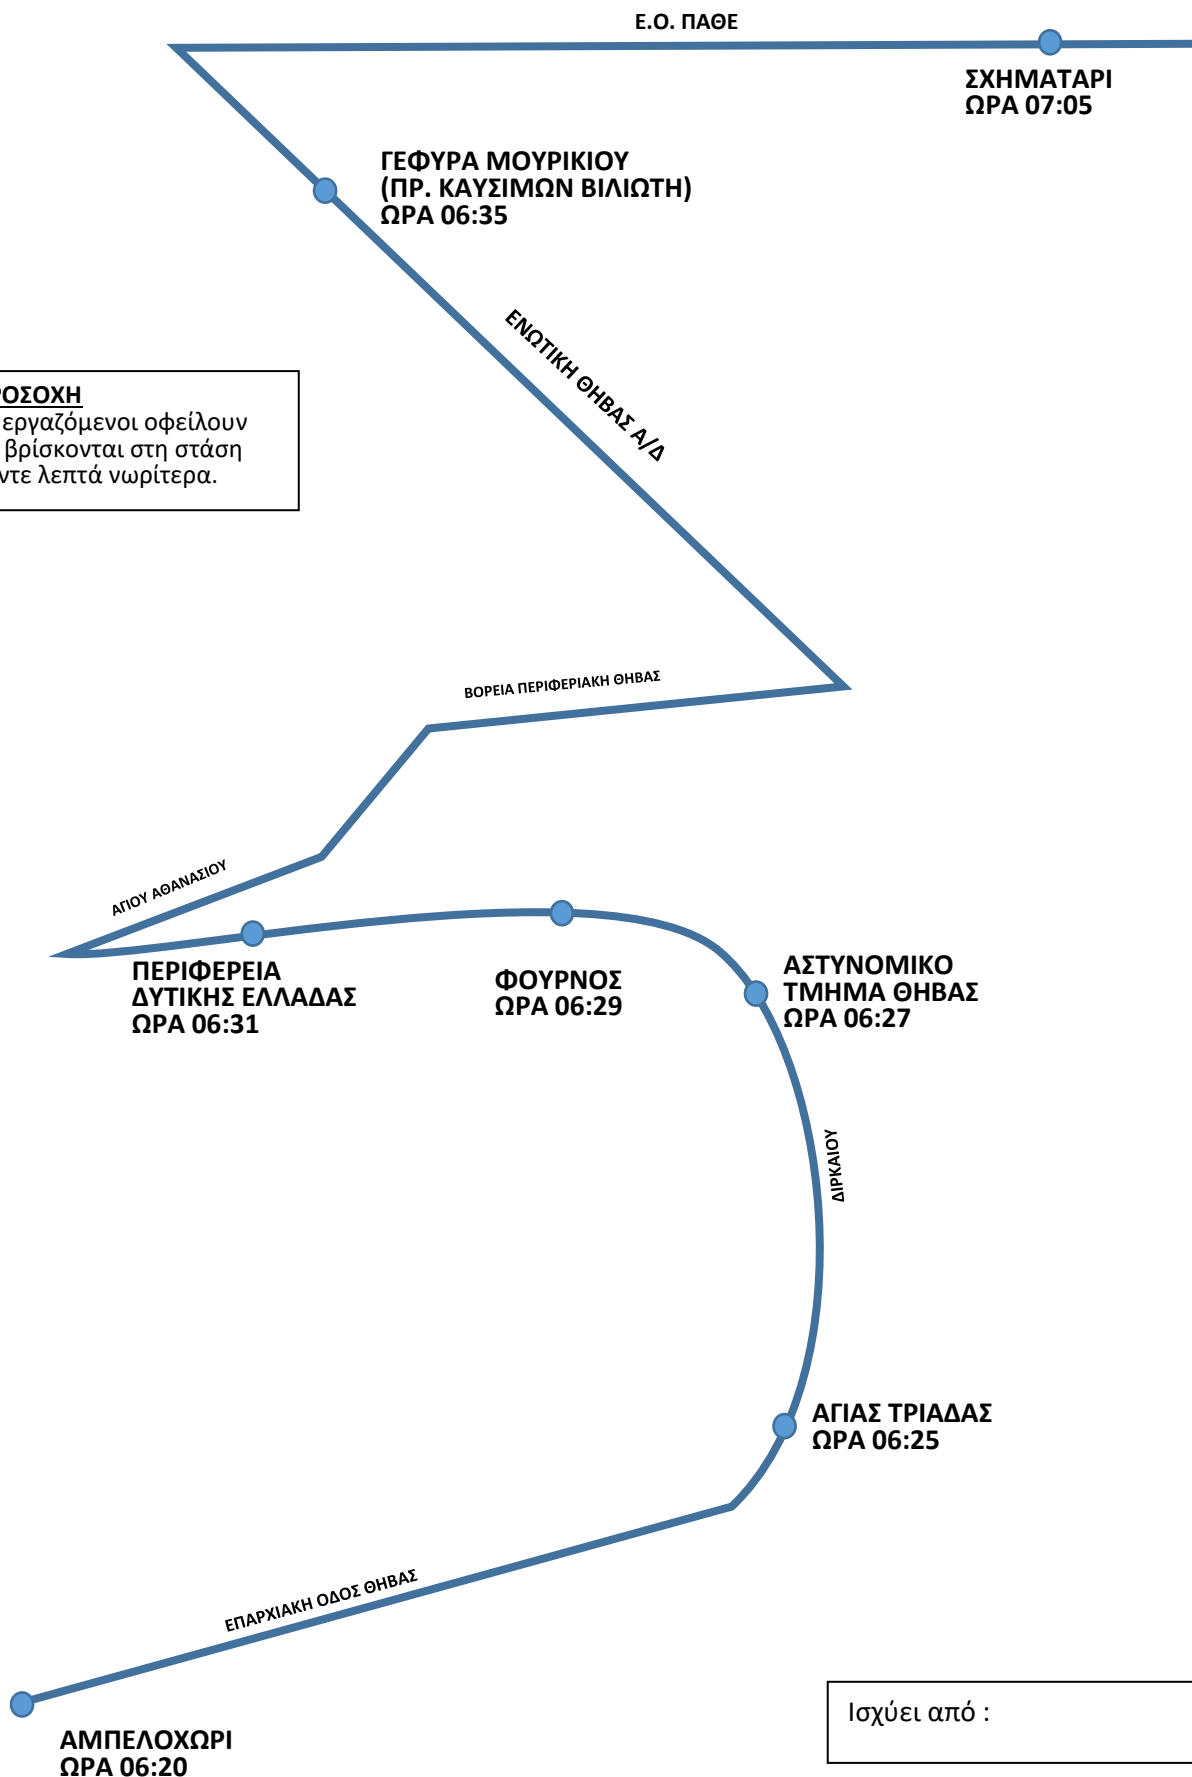 Ε.Ο. ΠΑΘΕ
ΣΧΗΜΑΤΑΡΙ
ΩΡΑ 07:05
ΓΕΦΥΡΑ ΜΟΥΡΙΚΙΟΥ
(ΠΡ. ΚΑΥΣΙΜΩΝ ΒΙΛΙΩΤΗ)
ΩΡΑ 06:35
ΕΝΩΤΙΚΗ ΘΗΒΑΣ Α/Δ
ΡΟΣΟΧΗ
εργαζόμενοι οφείλουν
βρίσκονται στη στάση
ντε λεπτά νωρίτερα.
ΒΟΡΕΙΑ ΠΕΡΙΦΕΡΙΑΚΗ ΘΗΒΑΣ
ΑΓΙΟΥ ΑΘΑΝΑΣΙΟΥ
ΠΕΡΙΦΕΡΕΙΑ
ΔΥΤΙΚΗΣ ΕΛΛΑΔΑΣ
ΩΡΑ 06:31
ΦΟΥΡΝΟΣ
ΩΡΑ 06:29
ΑΣΤΥΝΟΜΙΚΟ
ΤΜΗΜΑ ΘΗΒΑΣ
ΩΡΑ 06:27
ΔΙΡΚΑΙΟΥ
ΑΓΙΑΣ ΤΡΙΑΔΑΣ
ΩΡΑ 06:25
ΕΠΑΡΧΙΑΚΗ ΟΔΟΣ ΘΗΒΑΣ
ΑΜΠΕΛΟΧΩΡΙ
ΩΡΑ 06:20
Ισχύει από :